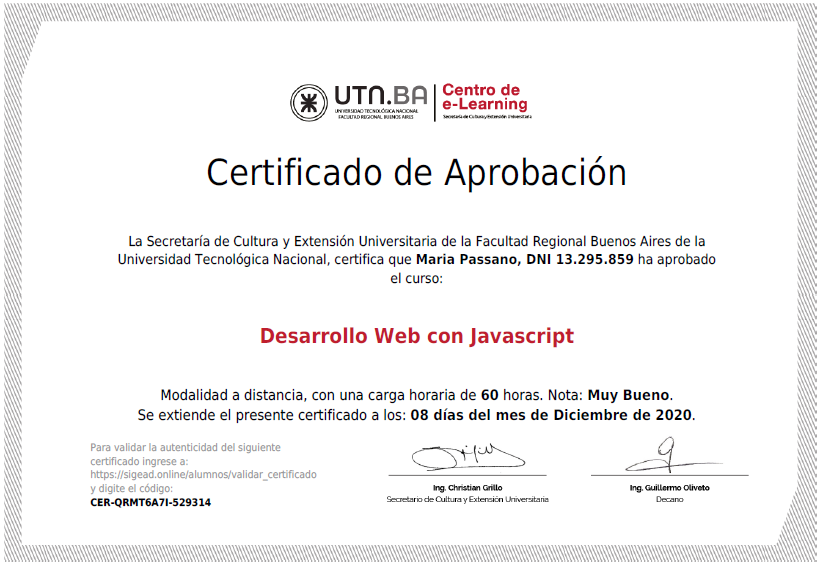 UTN.BA
UNIVERSIDAD TECNOLÓGICA NACIONAL
FACULTAD REGIONAL BUENOS AIRES
Centro de
e-Learning
Secretaría de Cultura y Extensión Universitaria
Certificado de Aprobación
La Secretaría de Cultura y Extensión Universitaria de la Facultad Regional Buenos Aires de la
Universidad Tecnológica Nacional, certifica que Maria Passano, DNI 13.295.859 ha aprobado
el curso:
Desarrollo Web con Javascript
Modalidad a distancia, con una carga horaria de 60 horas. Nota: Muy Bueno.
Se extiende el presente certificado a los: 08 días del mes de Diciembre de 2020.
Para validar la autenticidad del siguiente
certificado ingrese a:
https://sigead.online/alumnos/validar_certificado
y digite el código:
CER-QRMT6A7I-529314
Ing. Christian Grillo
Secretario de Cultura y Extensión Universitaria
Ing. Guillermo Oliveto
Decano